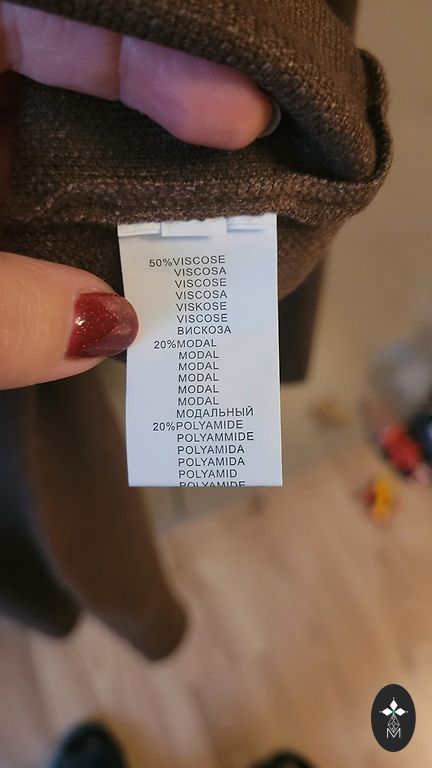 50%VISCOSE
VISCOSA
VISCOSE
VISCOSA
VISKOSE
VISCOSE
ВИСКОЗА
20%MODAL
MODAL
MODAL
MODAL
MODAL
MODAL
МОДАЛЬНЫЙ
20%POLYAMIDE
POLYAMMIDE
POLYAMIDA
POLYAMIDA
POLYAMID
POLYAMIDE
M